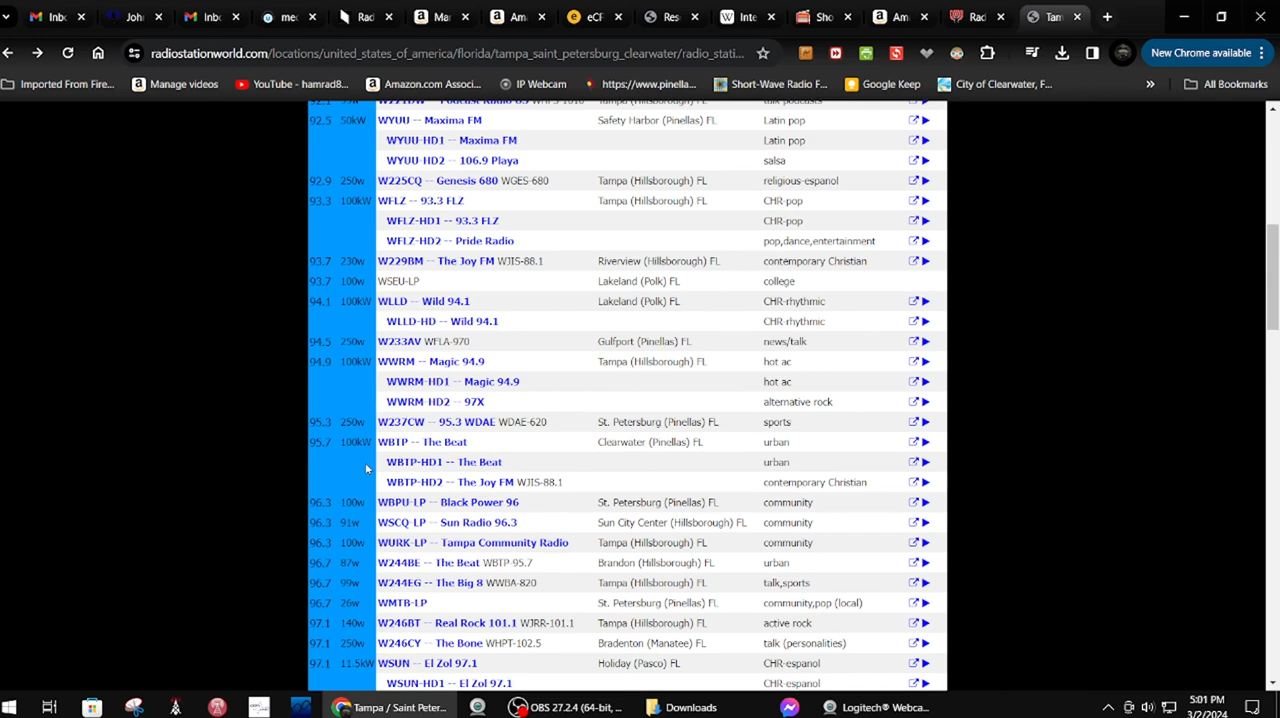 Inbo
John
Inbo
mec
Rad
Mar
Ama
eCF
Res
Inte
Sho
Am
Rad
Tam
radiostationworld.com/locations/united_states_of_america/florida/tampa_saint_petersburg_clearwater/radio_stati...
New Chrome available
Imported From Fire...
Manage videos
YouTube - hamrad8...
Amazon.com Associ...
IP Webcam
https://www.pinella...
Short-Wave Radio F...
Google Keep
City of Clearwater, F...
All Bookmarks
92.5 50kW WYUU -- Maxima FM Safety Harbor (Pinellas) FL Latin pop
WYUU-HD1 -- Maxima FM Latin pop
WYUU-HD2 -- 106.9 Playa salsa
92.9 250w W225CQ -- Genesis 680 WGES-680 Tampa (Hillsborough) FL religious-espanol
93.3 100kW WFLZ -- 93.3 FLZ Tampa (Hillsborough) FL CHR-pop
WFLZ-HD1 -- 93.3 FLZ CHR-pop
WFLZ-HD2 -- Pride Radio pop,dance,entertainment
93.7 230w W229BM -- The Joy FM WJIS-88.1 Riverview (Hillsborough) FL contemporary Christian
93.7 100w WSEU-LP Lakeland (Polk) FL college
94.1 100kW WLLD -- Wild 94.1 Lakeland (Polk) FL CHR-rhythmic
WLLD-HD -- Wild 94.1 CHR-rhythmic
94.5 250w W233AV WFLA-970 Gulfport (Pinellas) FL news/talk
94.9 100kW WWRM -- Magic 94.9 Tampa (Hillsborough) FL hot ac
WWRM-HD1 -- Magic 94.9 hot ac
WWRM-HD2 -- 97X alternative rock
95.3 250w W237CW -- 95.3 WDAE WDAE-620 St. Petersburg (Pinellas) FL sports
95.7 100kW WBTP -- The Beat Clearwater (Pinellas) FL urban
WBTP-HD1 -- The Beat urban
WBTP-HD2 -- The Joy FM WJIS-88.1 contemporary Christian
96.3 100w WBPU-LP -- Black Power 96 St. Petersburg (Pinellas) FL community
96.3 91w WSCQ-LP -- Sun Radio 96.3 Sun City Center (Hillsborough) FL community
96.3 100w WURK-LP -- Tampa Community Radio Tampa (Hillsborough) FL community
96.7 87w W244BE -- The Beat WBTP-95.7 Brandon (Hillsborough) FL urban
96.7 99w W244EG -- The Big 8 WWBA-820 Tampa (Hillsborough) FL talk,sports
96.7 26w WMTB-LP St. Petersburg (Pinellas) FL community,pop (local)
97.1 140w W246BT -- Real Rock 101.1 WJRR-101.1 Tampa (Hillsborough) FL active rock
97.1 250w W246CY -- The Bone WHPT-102.5 Bradenton (Manatee) FL talk (personalities)
97.1 11.5kW WSUN -- El Zol 97.1 Holiday (Pasco) FL CHR-espanol
WSUN-HD1 -- El Zol 97.1 CHR-espanol
Tampa / Saint Peter...
OBS 27.2.4 (64-bit, ...
Downloads
Logitech® Webca...
5:01 PM
3/2/2024